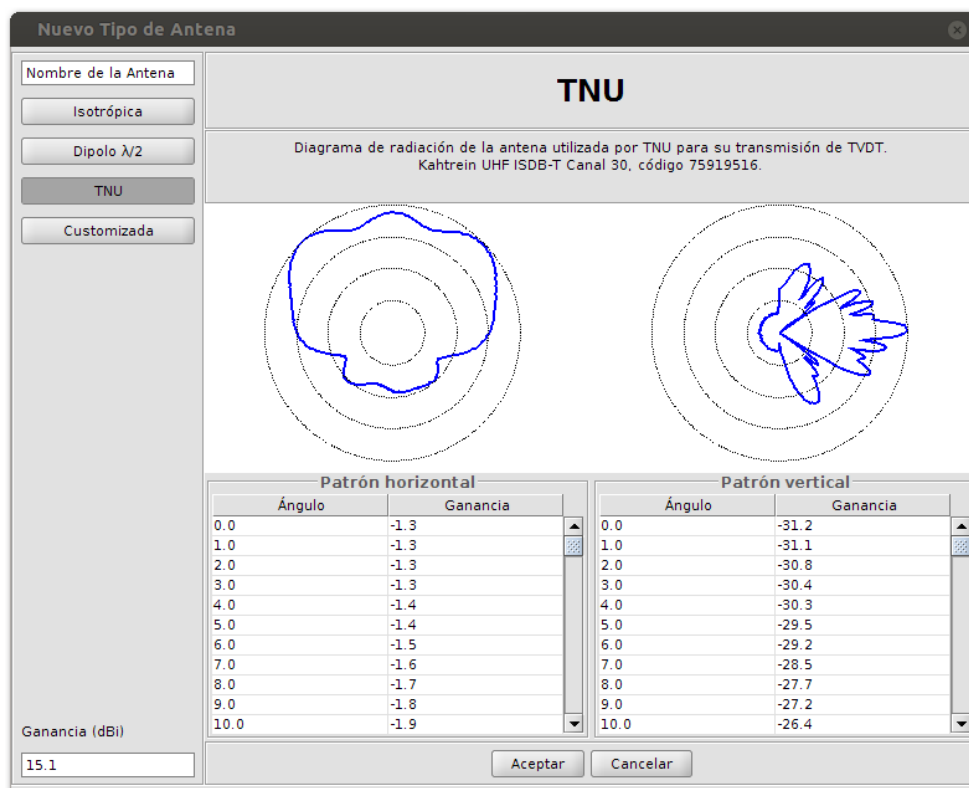 Nuevo Tipo de Antena
Nombre de la Antena
Isotrópica
Dipolo λ/2
TNU
Customizada
Ganancia (dBi)
15.1
TNU
Diagrama de radiación de la antena utilizada por TNU para su transmisión de TVDT.
Kahtrein UHF ISDB-T Canal 30, código 75919516.
Patrón horizontal
Ángulo Ganancia
0.0 -1.3
1.0 -1.3
2.0 -1.3
3.0 -1.3
4.0 -1.4
5.0 -1.4
6.0 -1.5
7.0 -1.6
8.0 -1.7
9.0 -1.8
10.0 -1.9
Patrón vertical
Ángulo Ganancia
0.0 -31.2
1.0 -31.1
2.0 -30.8
3.0 -30.4
4.0 -30.3
5.0 -29.5
6.0 -29.2
7.0 -28.5
8.0 -27.7
9.0 -27.2
10.0 -26.4
Aceptar Cancelar